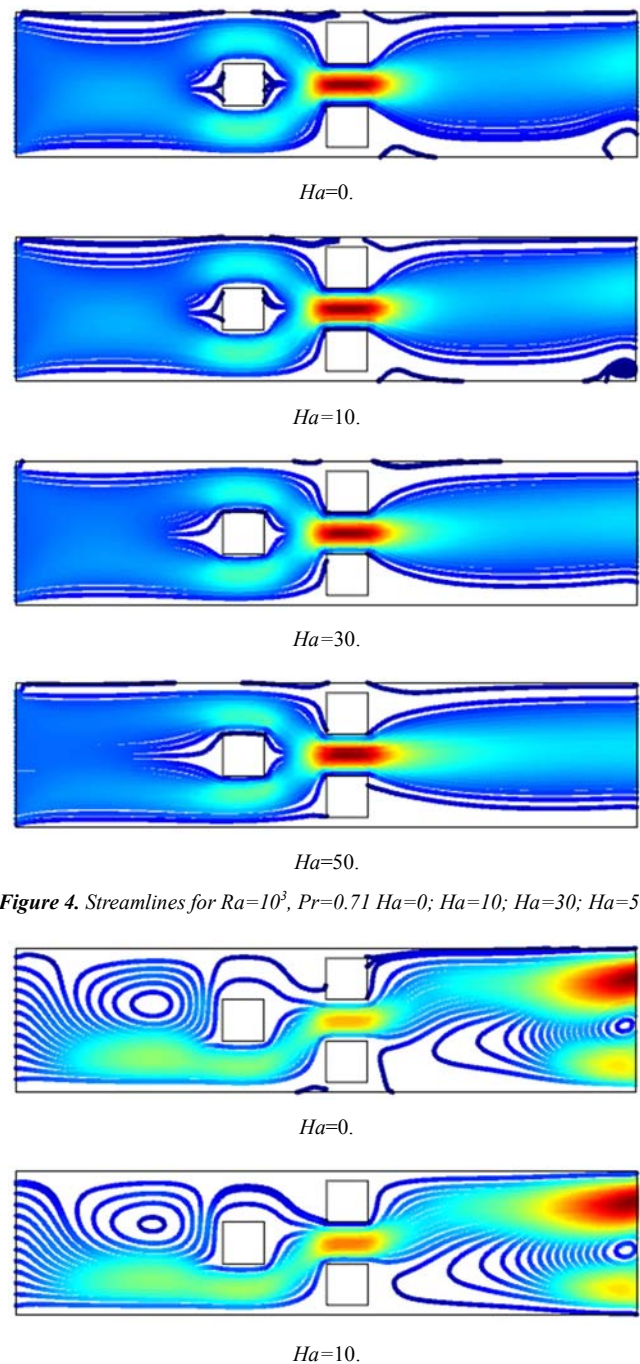 Ha=0.
Ha=10.
Ha=30.
Ha=50.
Figure 4. Streamlines for Ra=10³, Pr=0.71 Ha=0; Ha=10; Ha=30; Ha=5
Ha=0.
Ha=10.